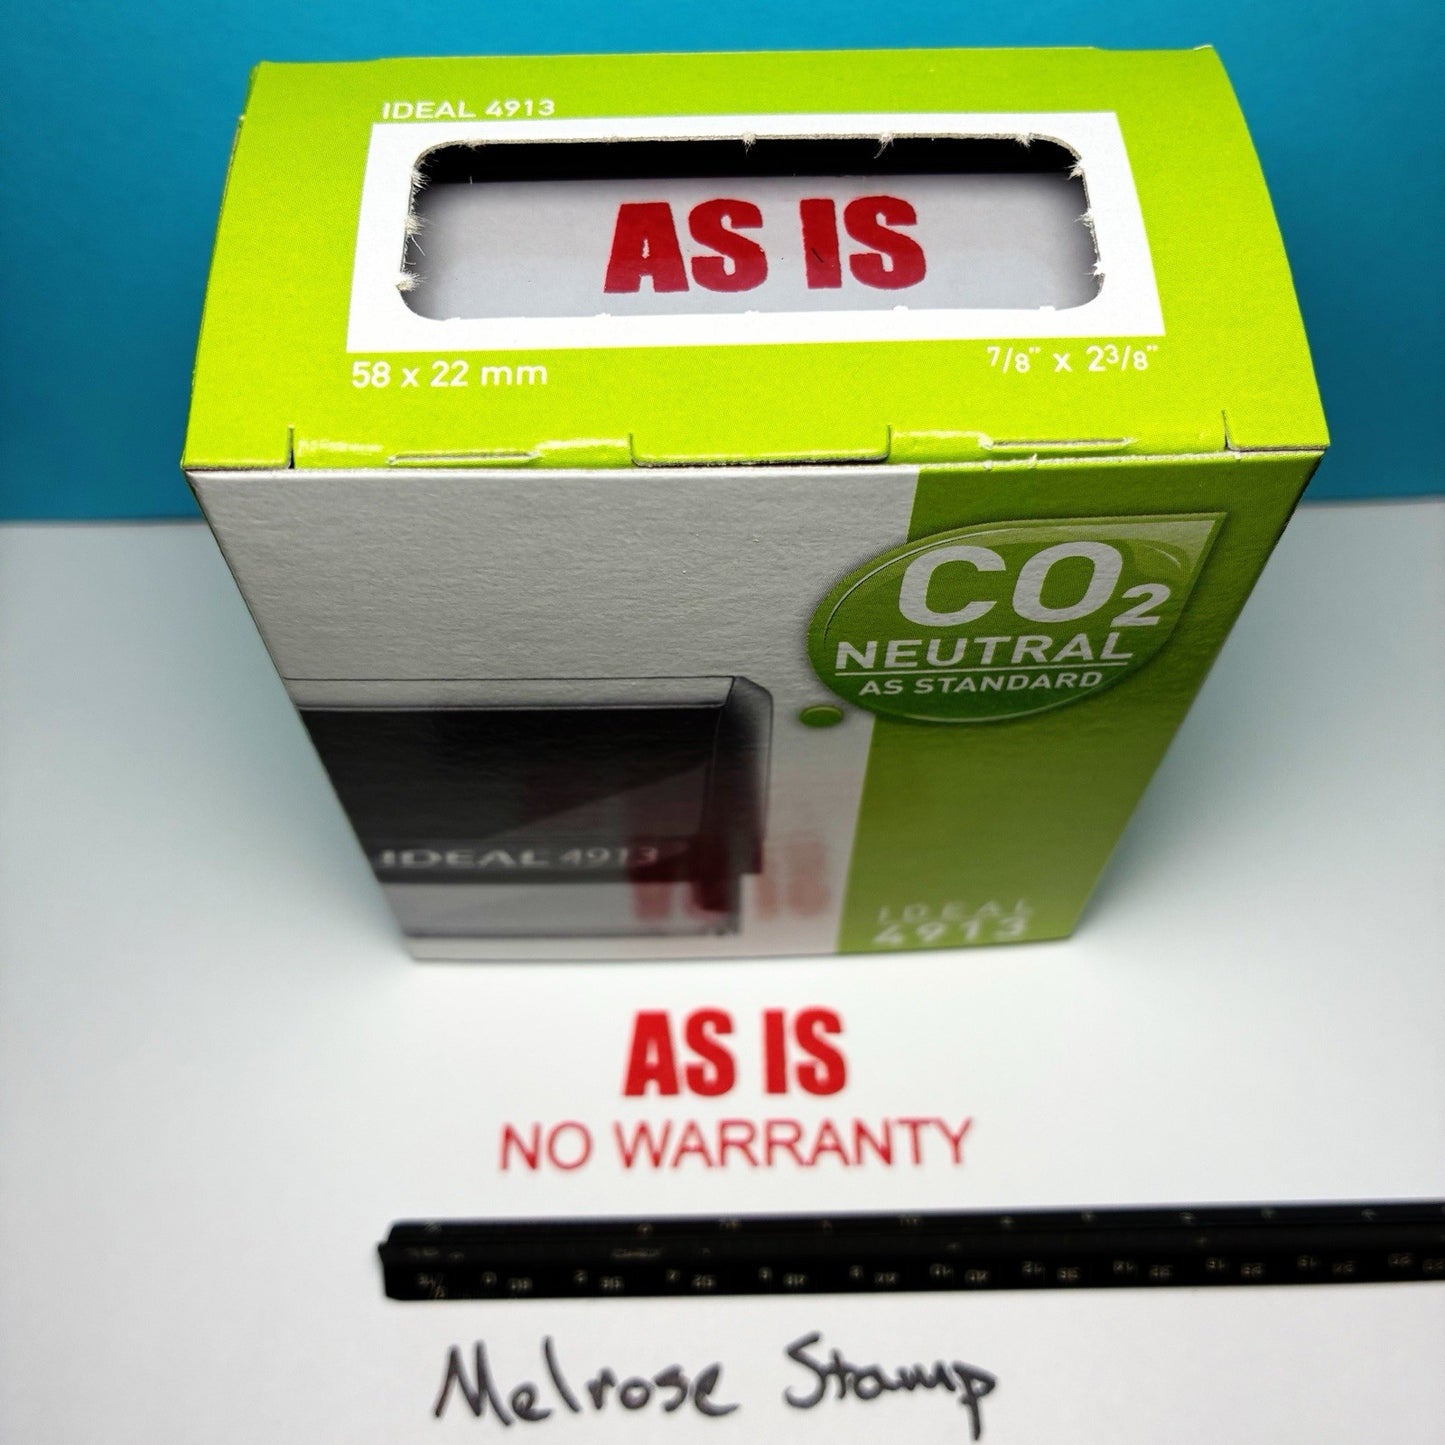 IDEAL 4913
AS IS
58 x 22 mm
7/8" x 2 3/8"
CO2
NEUTRAL
AS STANDARD
IDEAL 4913
IDEAL
4913
AS IS
NO WARRANTY
Melrose Stamp